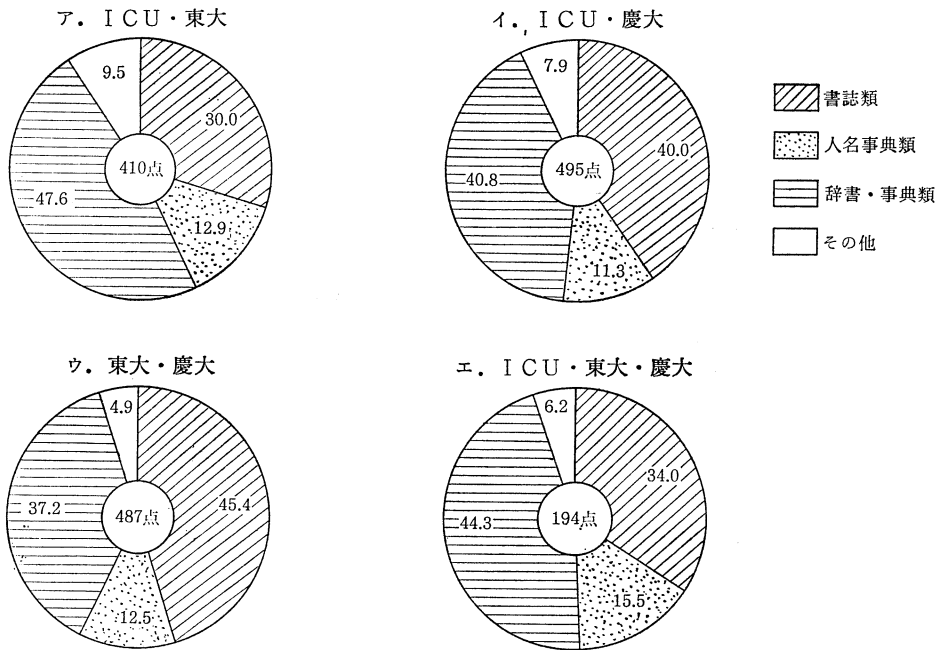 ア．ＩＣＵ・東大
9.5
30.0
410点
47.6
12.9
イ．ＩＣＵ・慶大
7.9
40.0
495点
40.8
11.3
書誌類
人名事典類
辞書・事典類
その他
ウ．東大・慶大
4.9
45.4
487点
37.2
12.5
エ．ＩＣＵ・東大・慶大
6.2
34.0
194点
44.3
15.5